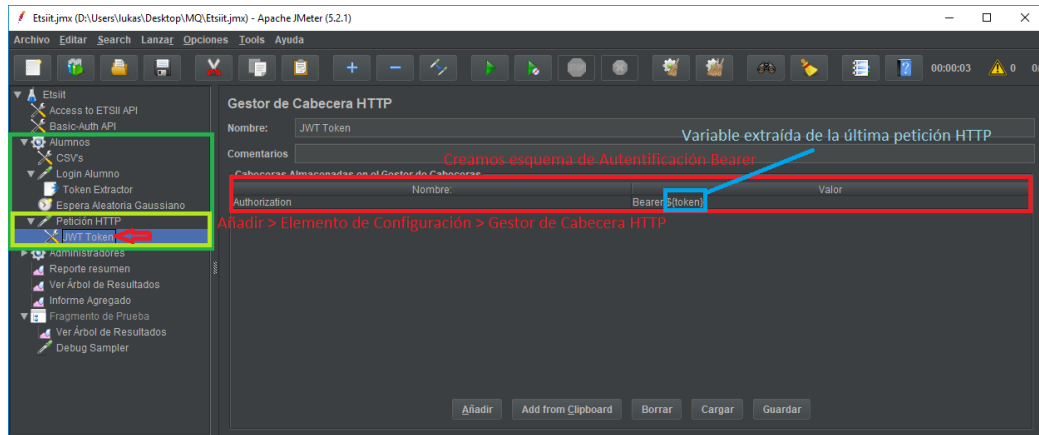 Etsiit.jmx (D:\Users\lukas\Desktop\MQ\Etsiit.jmx) - Apache JMeter (5.2.1)
Archivo Editar Search Lanzar Opciones Tools Ayuda
00:00:03 0
Etsiit
Access to ETSII API
Basic-Auth API
Alumnos
CSV's
Login Alumno
Token Extractor
Espera Aleatoria Gaussiano
Petición HTTP
JWT Token
Administradores
Reporte resumen
Ver Árbol de Resultados
Informe Agregado
Fragmento de Prueba
Ver Árbol de Resultados
Debug Sampler
Gestor de Cabecera HTTP
Nombre: JWT Token
Variable extraída de la última petición HTTP
Comentarios
Creamos esquema de Autentificación Bearer
Cabeceras Almacenadas en el Gestor de Cabeceras
Nombre: Valor
Authorization Bearer ${token}
Añadir > Elemento de Configuración > Gestor de Cabecera HTTP
Añadir Add from Clipboard Borrar Cargar Guardar